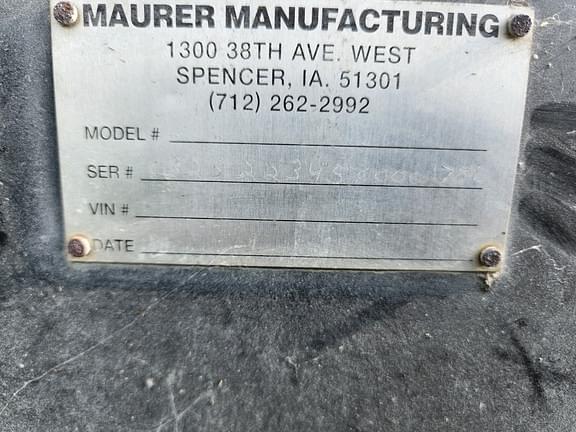 MAURER MANUFACTURING
1300 38TH AVE. WEST
SPENCER, IA. 51301
(712) 262-2992
MODEL #
SER #
VIN #
DATE